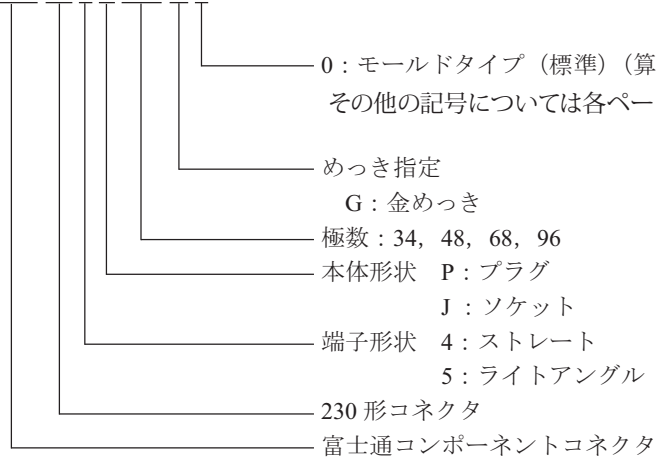 0：モールドタイプ（標準）（算
その他の記号については各ペー
めっき指定
G：金めっき
極数：34，48，68，96
本体形状　P：プラグ
J：ソケット
端子形状　4：ストレート
5：ライトアングル
230 形コネクタ
富士通コンポーネントコネクタ